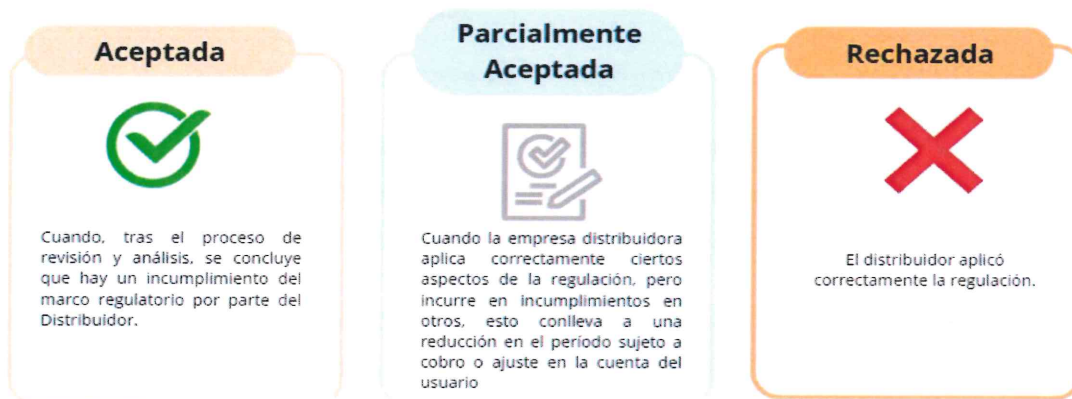 Aceptada
Cuando, tras el proceso de
revisión y análisis, se concluye
que hay un incumplimiento del
marco regulatorio por parte del
Distribuidor.
Parcialmente
Aceptada
Cuando la empresa distribuidora
aplica correctamente ciertos
aspectos de la regulación, pero
incurre en incumplimientos en
otros, esto conlleva a una
reducción en el período sujeto a
cobro o ajuste en la cuenta del
usuario
Rechazada
El distribuidor aplicó
correctamente la regulación.